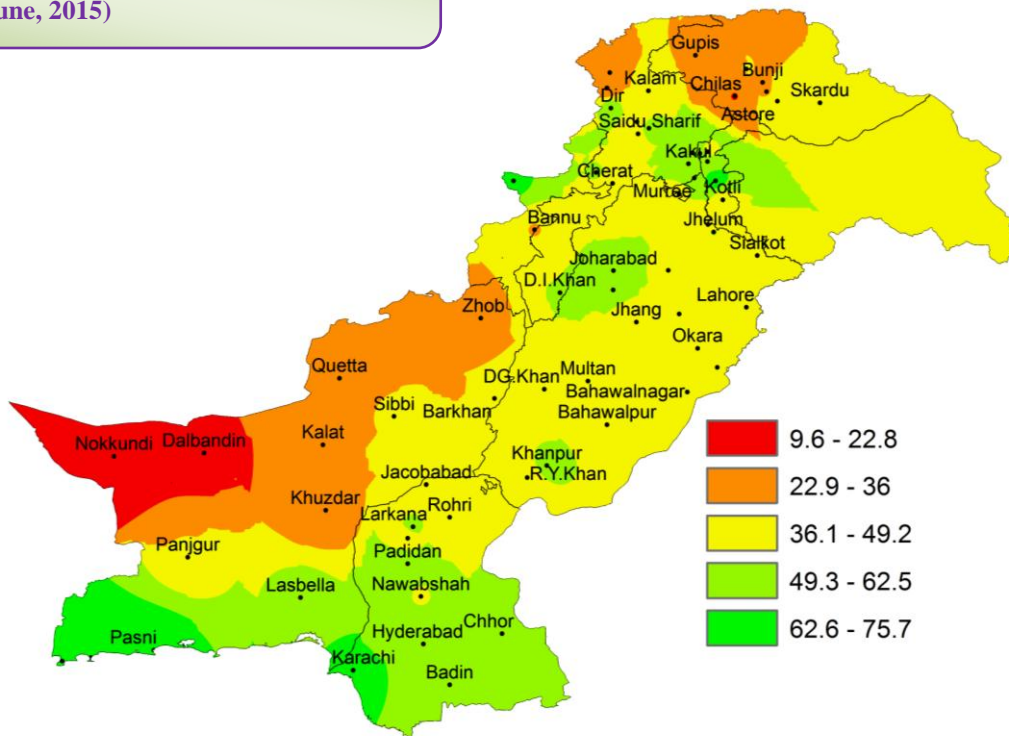 une, 2015)
Gupis
Kalam
Bunji
Chilas
Skardu
Dir
Astore
Saidu Sharif
Kakul
Cherat
Murree
Kotli
Bannu
Jhelum
Sialkot
Joharabad
D.I.Khan
Zhob
Lahore
Jhang
Okara
Quetta
Multan
DG.Khan
Bahawalnagar
Sibbi
Barkhan
Bahawalpur
Nokkundi
Dalbandin
Kalat
Khanpur
R.Y.Khan
Jacobabad
Khuzdar
Rohri
Larkana
Panjgur
Padidan
Lasbella
Nawabshah
Pasni
Hyderabad
Chhor
Karachi
Badin
9.6 - 22.8
22.9 - 36
36.1 - 49.2
49.3 - 62.5
62.6 - 75.7